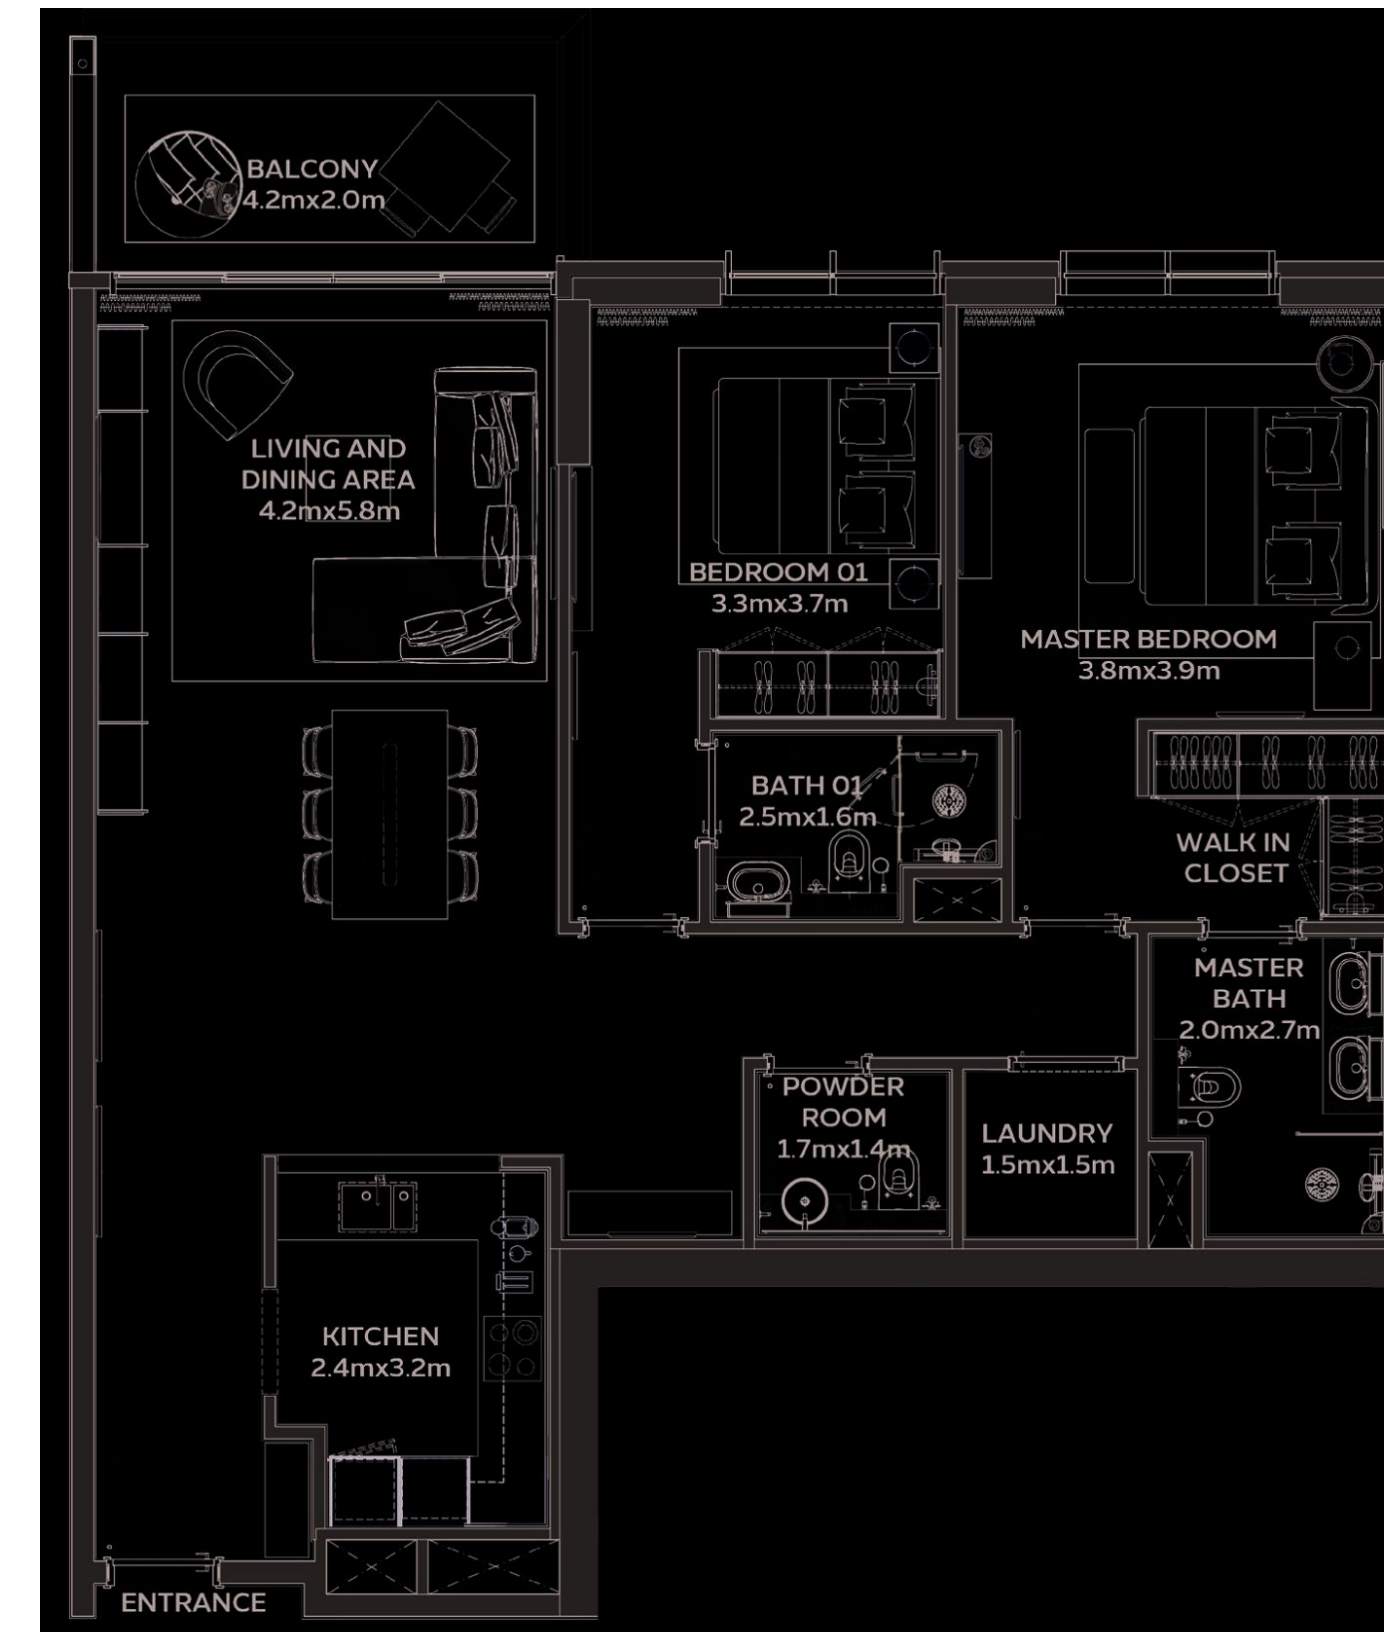 BALCONY
4.2mx2.0m
LIVING AND
DINING AREA
4.2mx5.8m
BEDROOM 01
3.3mx3.7m
MASTER BEDROOM
3.8mx3.9m
BATH 01
2.5mx1.6m
WALK IN
CLOSET
MASTER
BATH
2.0mx2.7m
POWDER
ROOM
1.7mx1.4m
LAUNDRY
1.5mx1.5m
KITCHEN
2.4mx3.2m
ENTRANCE